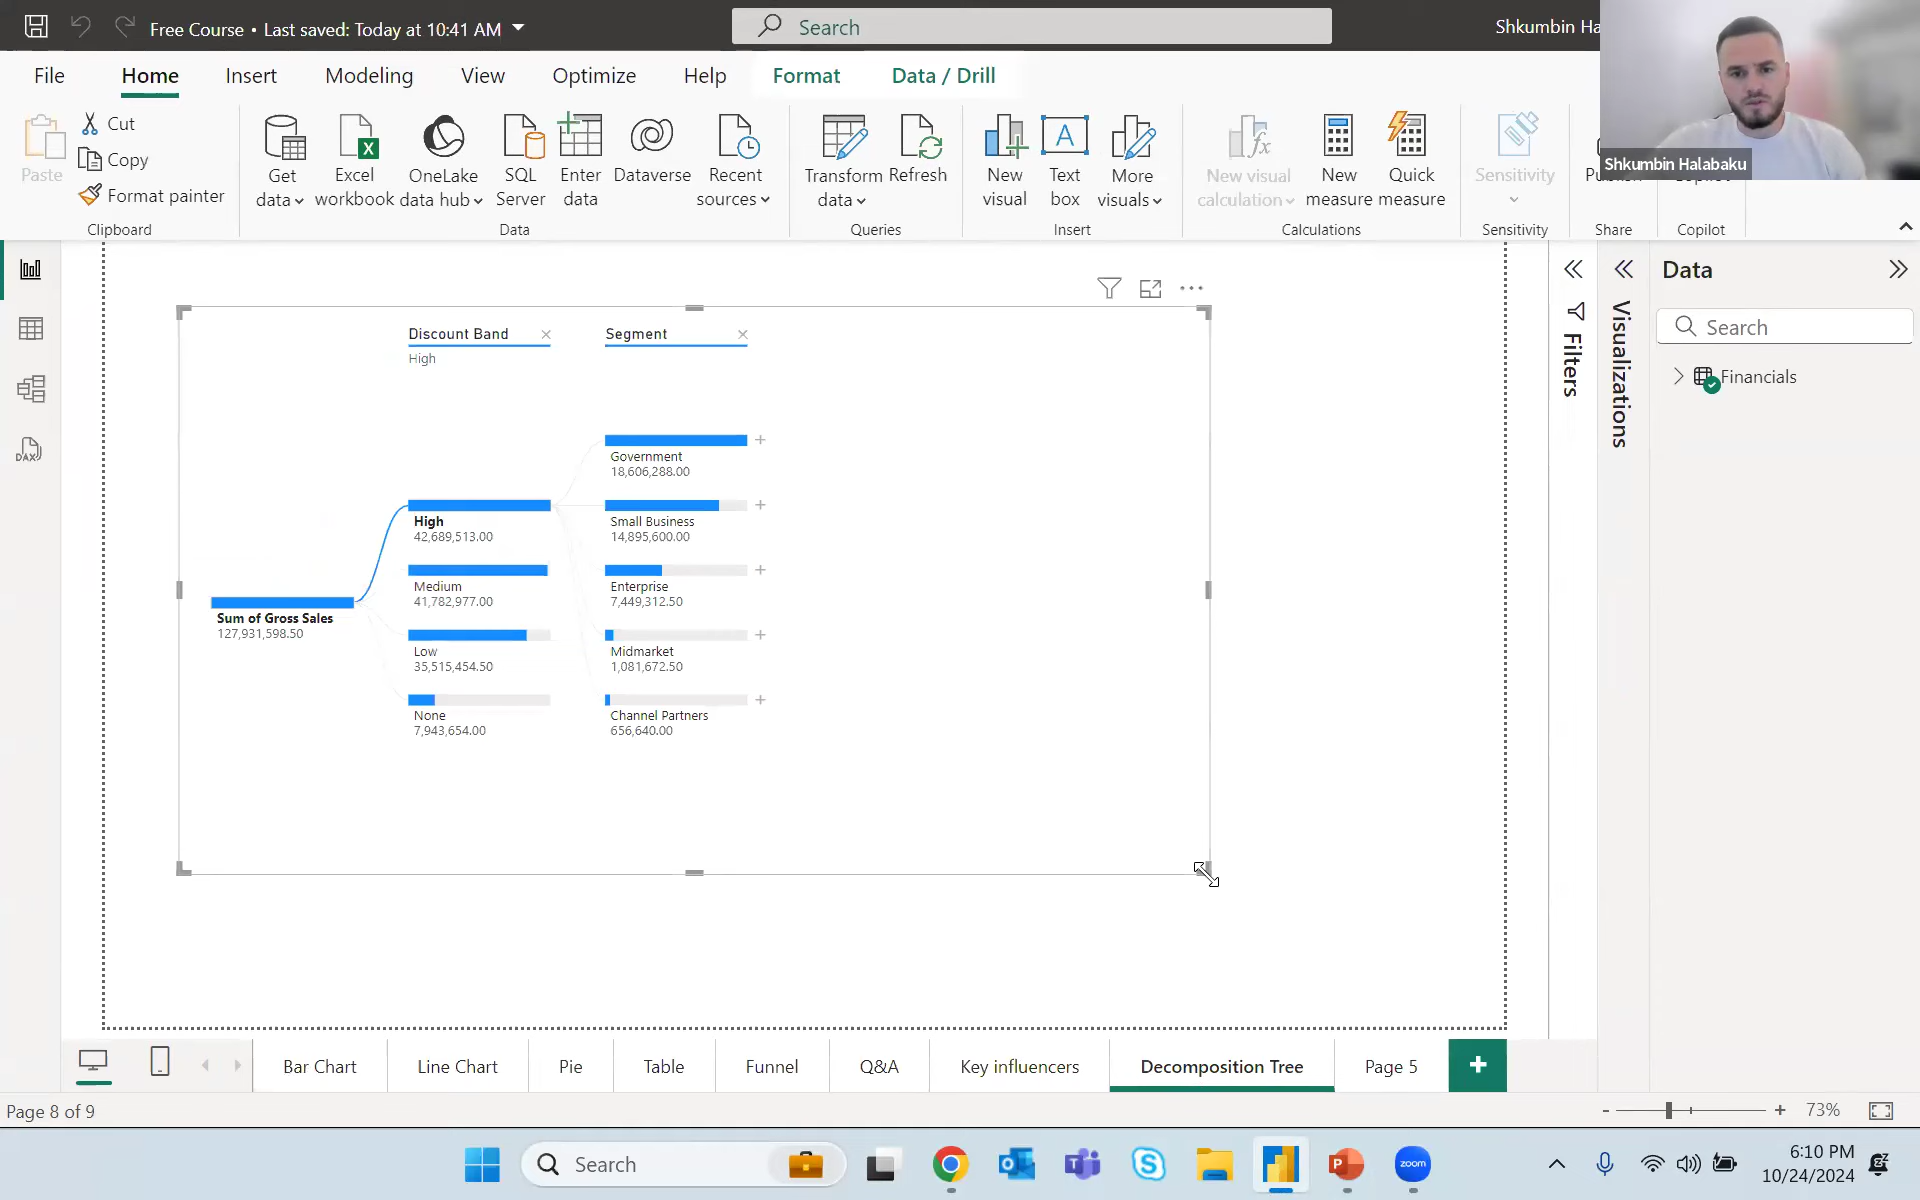 Free Course • Last saved: Today at 10:41 AM
Search
Shkumbin Ha
File Home Insert Modeling View Optimize Help Format Data / Drill
Paste
Cut
Copy
Format painter
Clipboard
Get data
Excel workbook
OneLake data hub
SQL Server
Enter data
Dataverse
Recent sources
Data
Transform data
Refresh
Queries
New visual
Text box
More visuals
Insert
New visual calculation
New measure
Quick measure
Calculations
Sensitivity
Sensitivity
Share
Copilot
Shkumbin Halabaku
Discount Band
High
Segment
Sum of Gross Sales
127,931,598.50
High
42,689,513.00
Medium
41,782,977.00
Low
35,515,454.50
None
7,943,654.00
Government
18,606,288.00
Small Business
14,895,600.00
Enterprise
7,449,312.50
Midmarket
1,081,672.50
Channel Partners
656,640.00
Filters
Visualizations
Data
Search
Financials
DAX
Bar Chart Line Chart Pie Table Funnel Q&A Key influencers Decomposition Tree Page 5 +
Page 8 of 9
- + 73%
Search
zoom
6:10 PM
10/24/2024